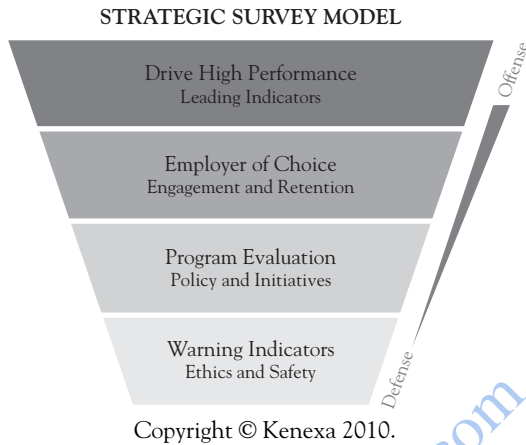 STRATEGIC SURVEY MODEL
Drive High Performance
Leading Indicators
Offense
Employer of Choice
Engagement and Retention
Program Evaluation
Policy and Initiatives
Warning Indicators
Ethics and Safety
Defense
Copyright © Kenexa 2010.